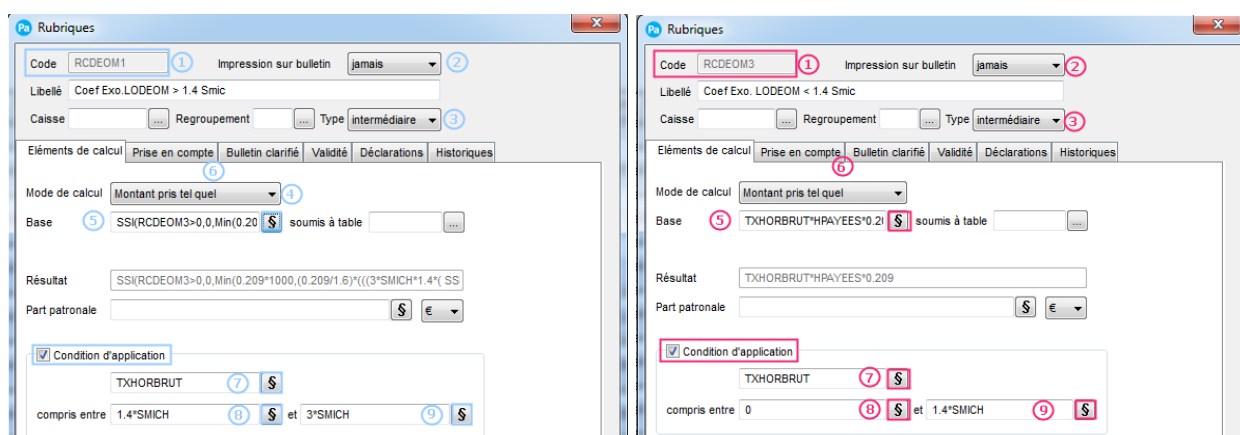 Pa Rubriques x
Code RCDEOM1 1 Impression sur bulletin jamais 2
Libellé Coef Exo.LODEOM > 1.4 Smic
Caisse ... Regroupement ... Type intermédiaire 3
Eléments de calcul Prise en compte Bulletin clarifié Validité Déclarations Historiques
6
Mode de calcul Montant pris tel quel 4
Base 5 SSI(RCDEOM3>0,0,Min(0.20 § soumis à table ...
Résultat SSI(RCDEOM3>0,0,Min(0.209*1000,(0.209/1.6)*(((3*SMICH*1.4*( SSI
Part patronale § €
Condition d'application
TXHORBRUT 7 §
compris entre 1.4*SMICH 8 § et 3*SMICH 9 §
Pa Rubriques x
Code RCDEOM3 1 Impression sur bulletin jamais 2
Libellé Coef Exo. LODEOM < 1.4 Smic
Caisse ... Regroupement ... Type intermédiaire 3
Eléments de calcul Prise en compte Bulletin clarifié Validité Déclarations Historiques
6
Mode de calcul Montant pris tel quel
Base 5 TXHORBRUT*HPAYEES*0.20 § soumis à table ...
Résultat TXHORBRUT*HPAYEES*0.209
Part patronale § €
Condition d'application
TXHORBRUT 7 §
compris entre 0 8 § et 1.4*SMICH 9 §